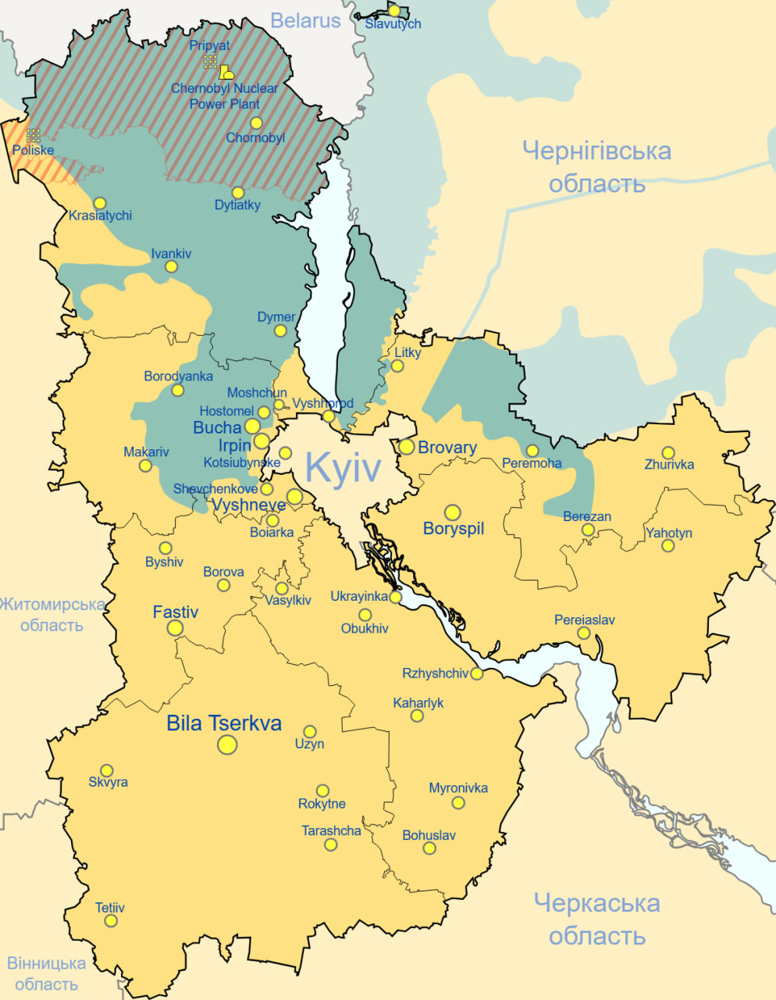 Belarus
Slavutych
Pripyat
Chernobyl Nuclear
Power Plant
Chornobyl
Poliske
Чернігівська
область
Krasiatychi
Dytiatky
Ivankiv
Dymer
Litky
Borodyanka
Moshchun
Vyshhorod
Hostomel
Bucha
Irpin
Brovary
Makariv
Kotsiubynske
Kyiv
Peremoha
Zhurivka
Shevchenkove
Vyshneve
Boiarka
Boryspil
Berezan
Yahotyn
Byshiv
Borova
Vasylkiv
Ukrayinka
Житомирська
область
Fastiv
Obukhiv
Pereiaslav
Rzhyshchiv
Kaharlyk
Bila Tserkva
Uzyn
Skvyra
Rokytne
Myronivka
Tarashcha
Bohuslav
Черкаська
область
Tetiiv
Вінницька
область